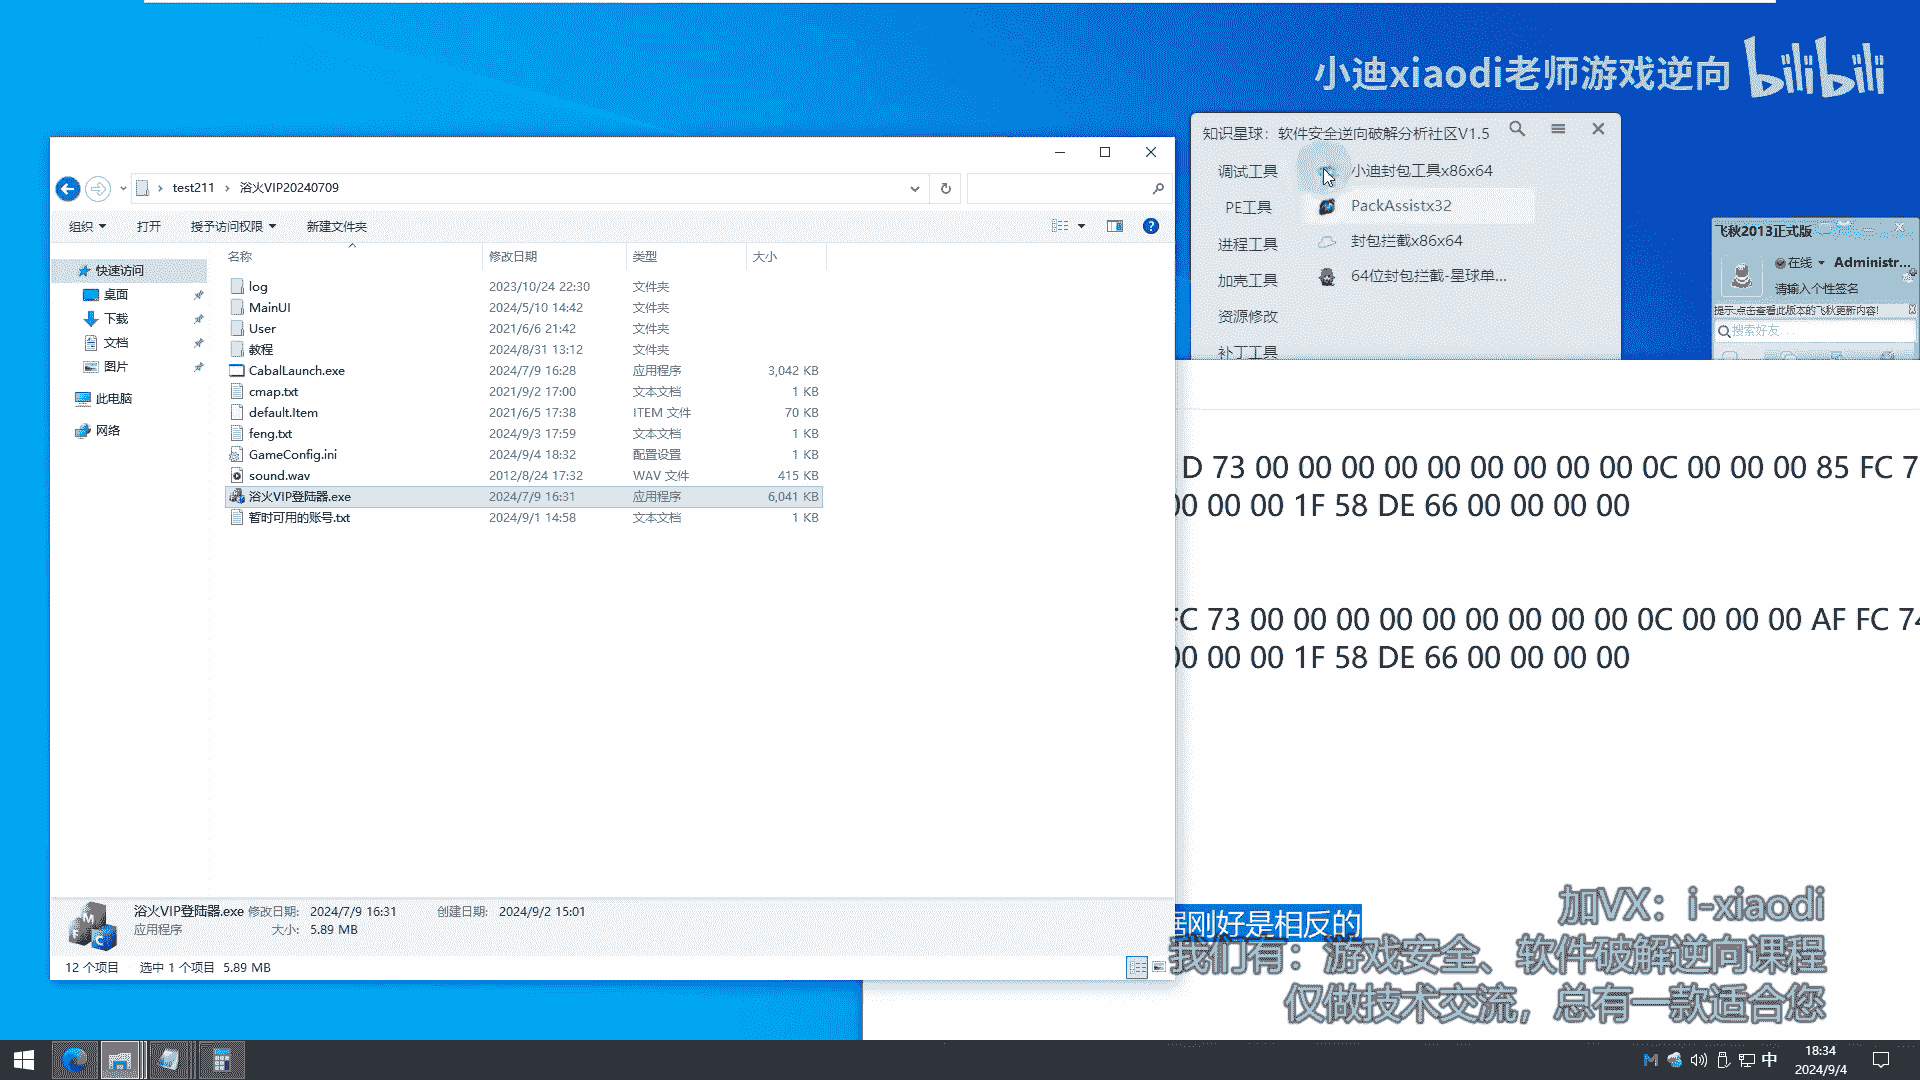 小迪xiaodi老师游戏逆向 bilibili
知识星球：软件安全逆向破解分析社区V1.5
调试工具
PE工具
进程工具
加壳工具
资源修改
补丁工具
小迪封包工具x86x64
PackAssistx32
封包拦截x86x64
64位封包拦截-星球单...
飞秋2013正式版
在线 Administr...
请输入个性签名
提示:点击查看此版本的飞秋更新内容!
搜索好友...
test211 › 浴火VIP20240709
组织 打开 授予访问权限 新建文件夹
快速访问
桌面
下载
文档
图片
此电脑
网络
名称 修改日期 类型 大小
log 2023/10/24 22:30 文件夹
MainUI 2024/5/10 14:42 文件夹
User 2021/6/6 21:42 文件夹
教程 2024/8/31 13:12 文件夹
CabalLaunch.exe 2024/7/9 16:28 应用程序 3,042 KB
cmap.txt 2021/9/2 17:00 文本文档 1 KB
default.Item 2021/6/5 17:38 ITEM 文件 70 KB
feng.txt 2024/9/3 17:59 文本文档 1 KB
GameConfig.ini 2024/9/4 18:32 配置设置 1 KB
sound.wav 2012/8/24 17:32 WAV 文件 415 KB
浴火VIP登陆器.exe 2024/7/9 16:31 应用程序 6,041 KB
暂时可用的账号.txt 2024/9/1 14:58 文本文档 1 KB
浴火VIP登陆器.exe 修改日期: 2024/7/9 16:31 创建日期: 2024/9/2 15:01
应用程序 大小: 5.89 MB
12 个项目 选中 1 个项目 5.89 MB
D 73 00 00 00 00 00 00 00 00 00 0C 00 00 00 85 FC 7
00 00 00 1F 58 DE 66 00 00 00 00
FC 73 00 00 00 00 00 00 00 00 00 0C 00 00 00 AF FC 74
00 00 00 1F 58 DE 66 00 00 00 00
据刚好是相反的
加VX：i-xiaodi
我们有：游戏安全、软件破解逆向课程
仅做技术交流，总有一款适合您
中
18:34
2024/9/4